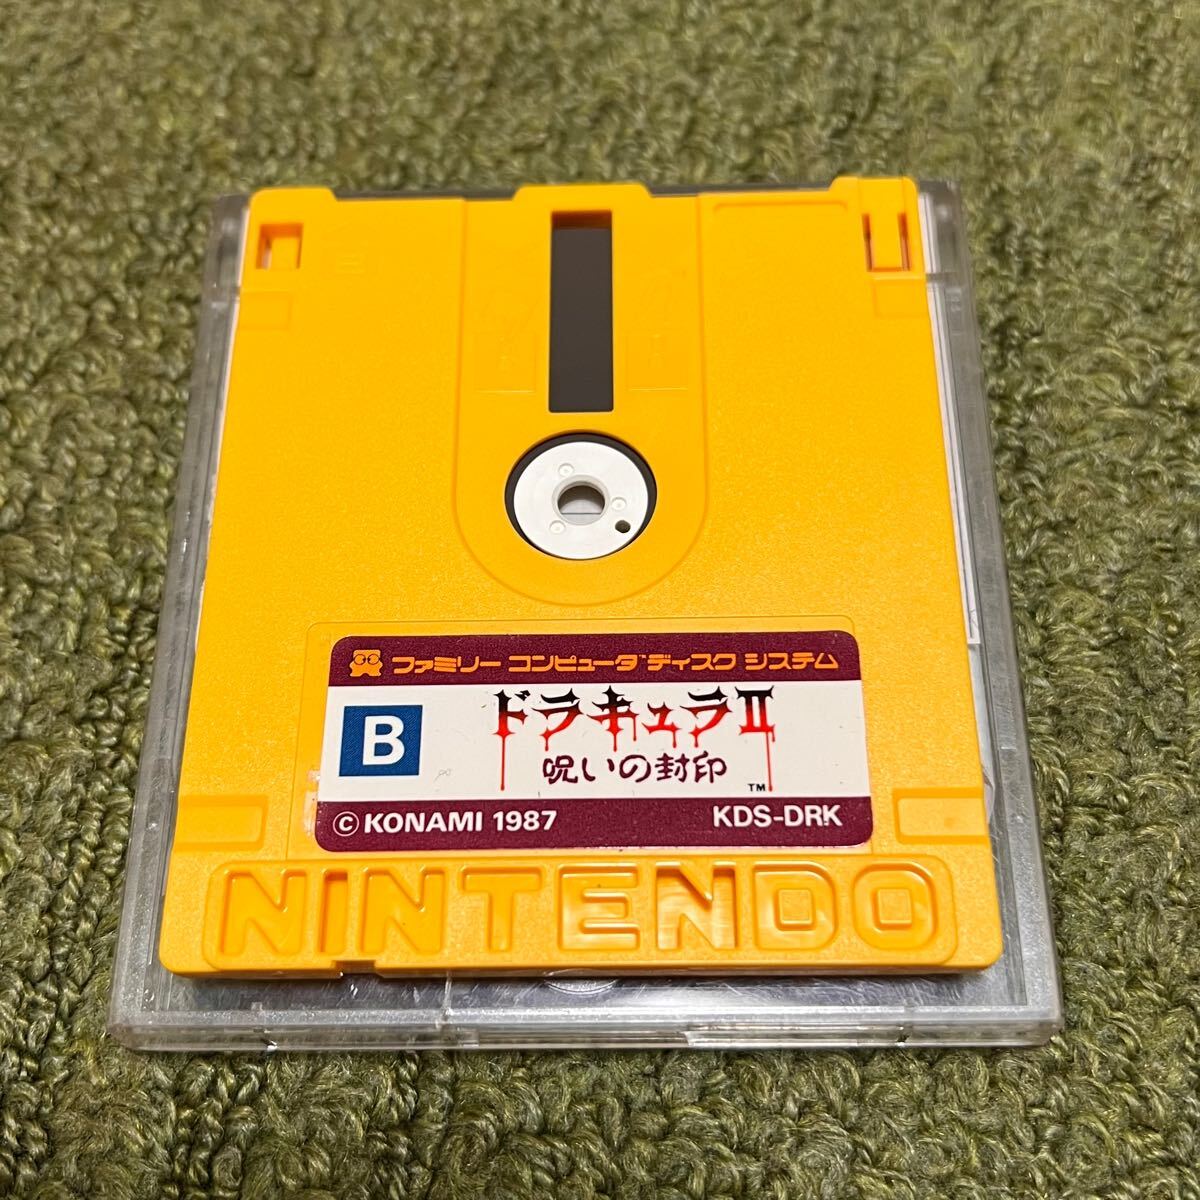 ファミリー コンピュータ ディスク システム
B
ドラキュラII
呪いの封印
TM
© KONAMI 1987 KDS-DRK
NINTENDO